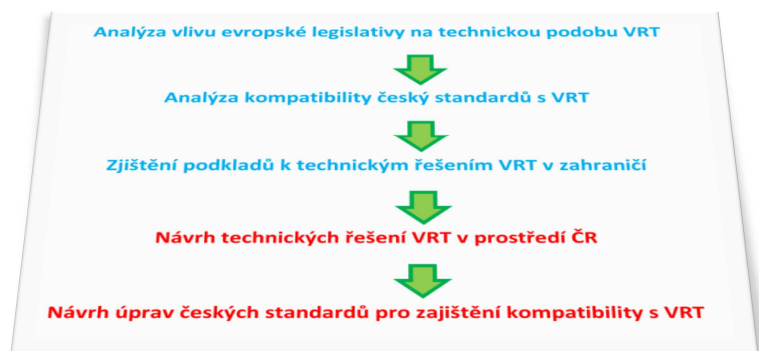 Analýza vlivu evropské legislativy na technickou podobu VRT
Analýza kompatibility český standardů s VRT
Zjištění podkladů k technickým řešením VRT v zahraničí
Návrh technických řešení VRT v prostředí ČR
Návrh úprav českých standardů pro zajištění kompatibility s VRT